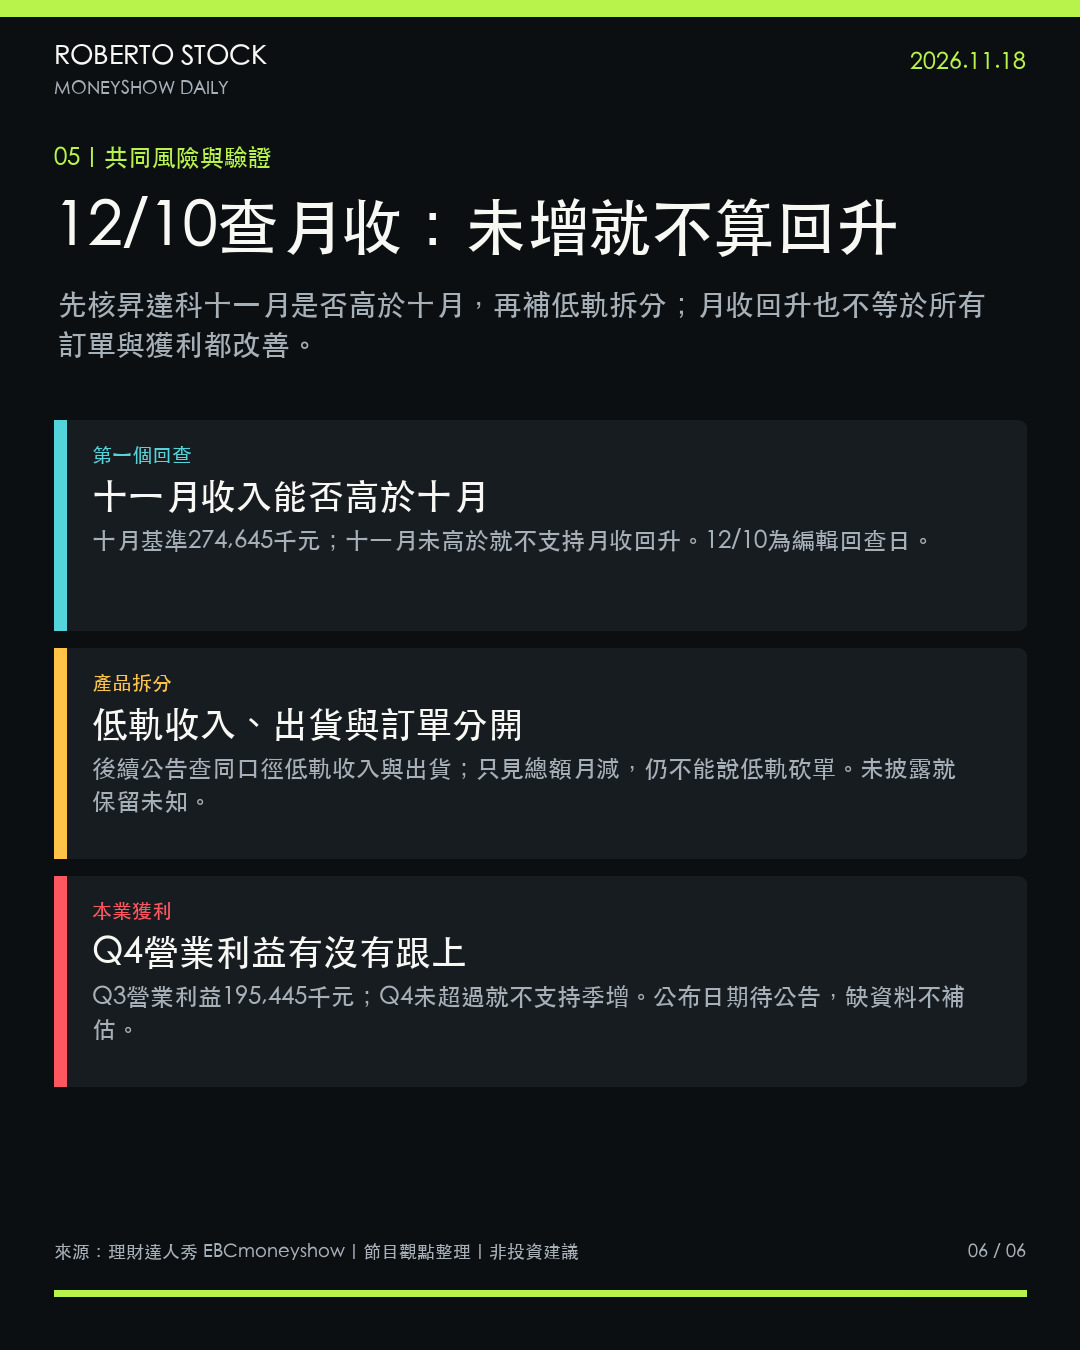 ROBERTO STOCK
MONEYSHOW DAILY
2026.11.18
05｜共同風險與驗證
12/10查月收：未增就不算回升
先核昇達科十一月是否高於十月，再補低軌拆分；月收回升也不等於所有
訂單與獲利都改善。
第一個回查
十一月收入能否高於十月
十月基準274,645千元；十一月未高於就不支持月收回升。12/10為編輯回查日。
產品拆分
低軌收入、出貨與訂單分開
後續公告查同口徑低軌收入與出貨；只見總額月減，仍不能說低軌砍單。未披露就
保留未知。
本業獲利
Q4營業利益有沒有跟上
Q3營業利益195,445千元；Q4未超過就不支持季增。公布日期待公告，缺資料不補
估。
來源：理財達人秀 EBCmoneyshow｜節目觀點整理｜非投資建議
06 / 06